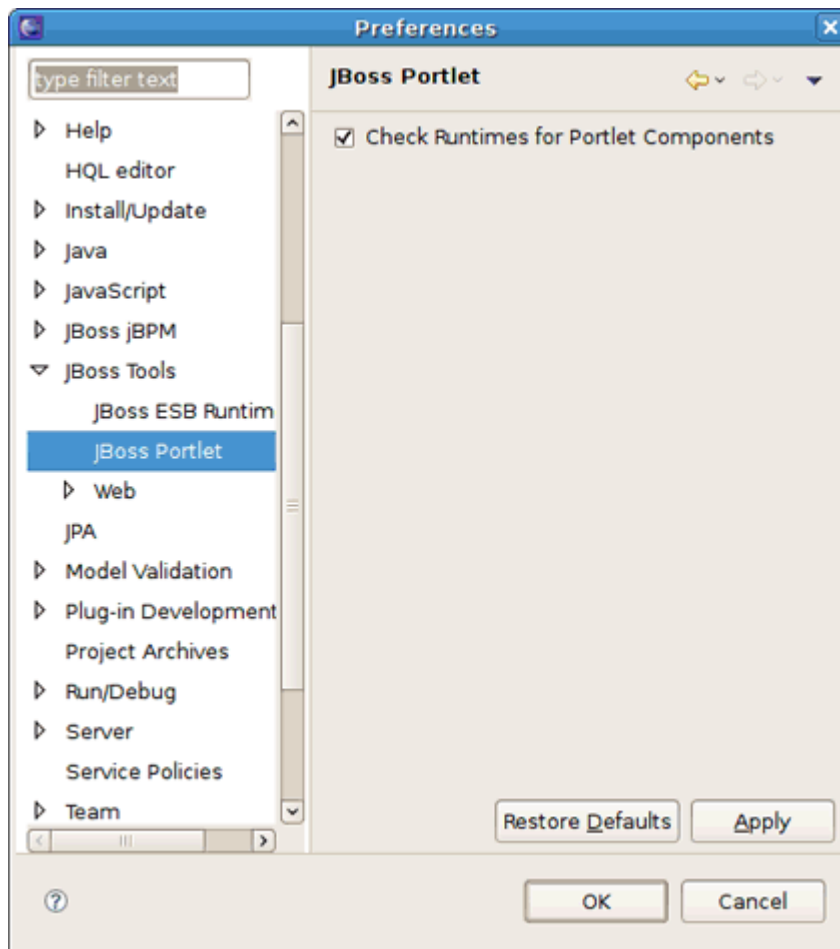 Preferences
type filter text
Help
HQL editor
Install/Update
Java
JavaScript
JBoss jBPM
JBoss Tools
JBoss ESB Runtim
JBoss Portlet
Web
JPA
Model Validation
Plug-in Development
Project Archives
Run/Debug
Server
Service Policies
Team
JBoss Portlet
Check Runtimes for Portlet Components
Restore Defaults
Apply
OK
Cancel